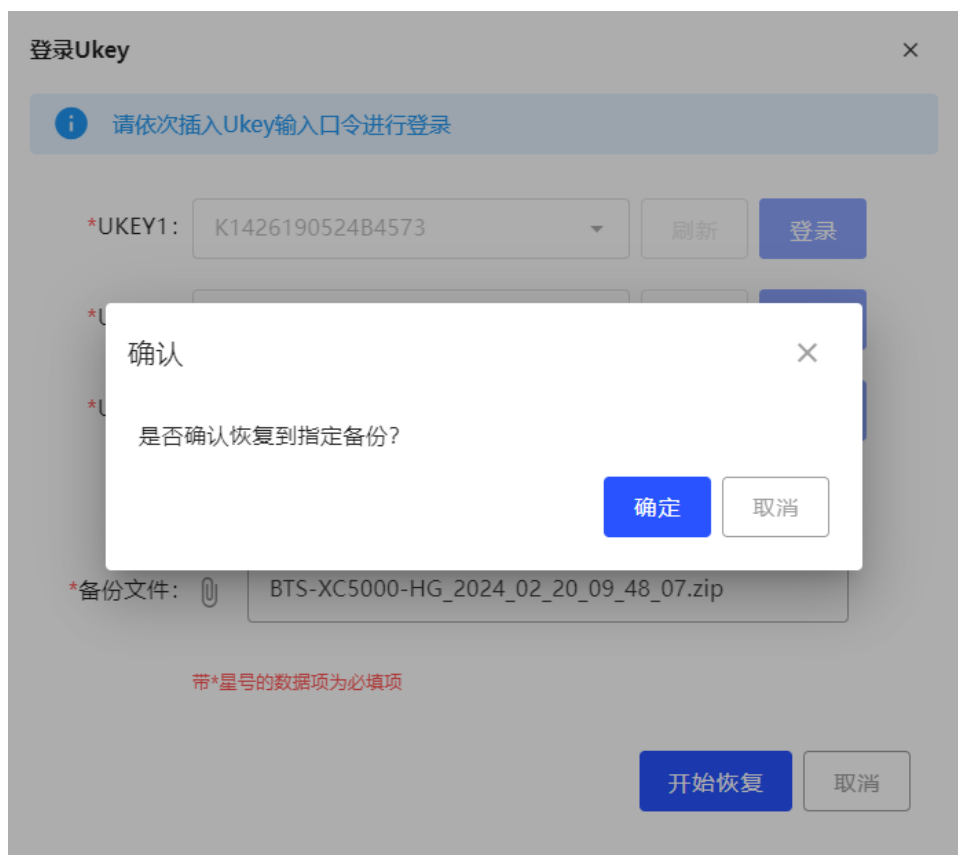 登录Ukey
请依次插入Ukey输入口令进行登录
*UKEY1: K1426190524B4573 刷新 登录
*U
确认
*U
是否确认恢复到指定备份?
确定 取消
*备份文件: BTS-XC5000-HG_2024_02_20_09_48_07.zip
带*星号的数据项为必填项
开始恢复 取消